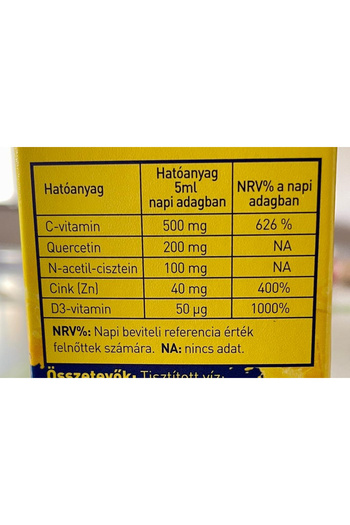 Hatóanyag Hatóanyag 5ml napi adagban NRV% a napi adagban
C-vitamin 500 mg 626 %
Quercetin 200 mg NA
N-acetil-cisztein 100 mg NA
Cink (Zn) 40 mg 400%
D3-vitamin 50 µg 1000%
NRV%: Napi beviteli referencia érték
felnőttek számára. NA: nincs adat.
Összetevők: Tisztított víz;